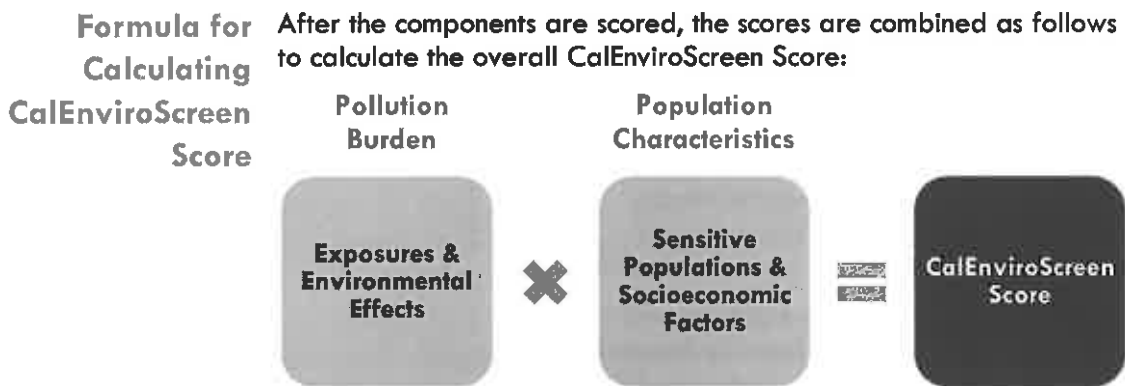 Formula for
Calculating
CalEnviroScreen
Score
After the components are scored, the scores are combined as follows
to calculate the overall CalEnviroScreen Score:
Pollution
Burden
Population
Characteristics
Exposures &
Environmental
Effects
Sensitive
Populations &
Socioeconomic
Factors
CalEnviroScreen
Score